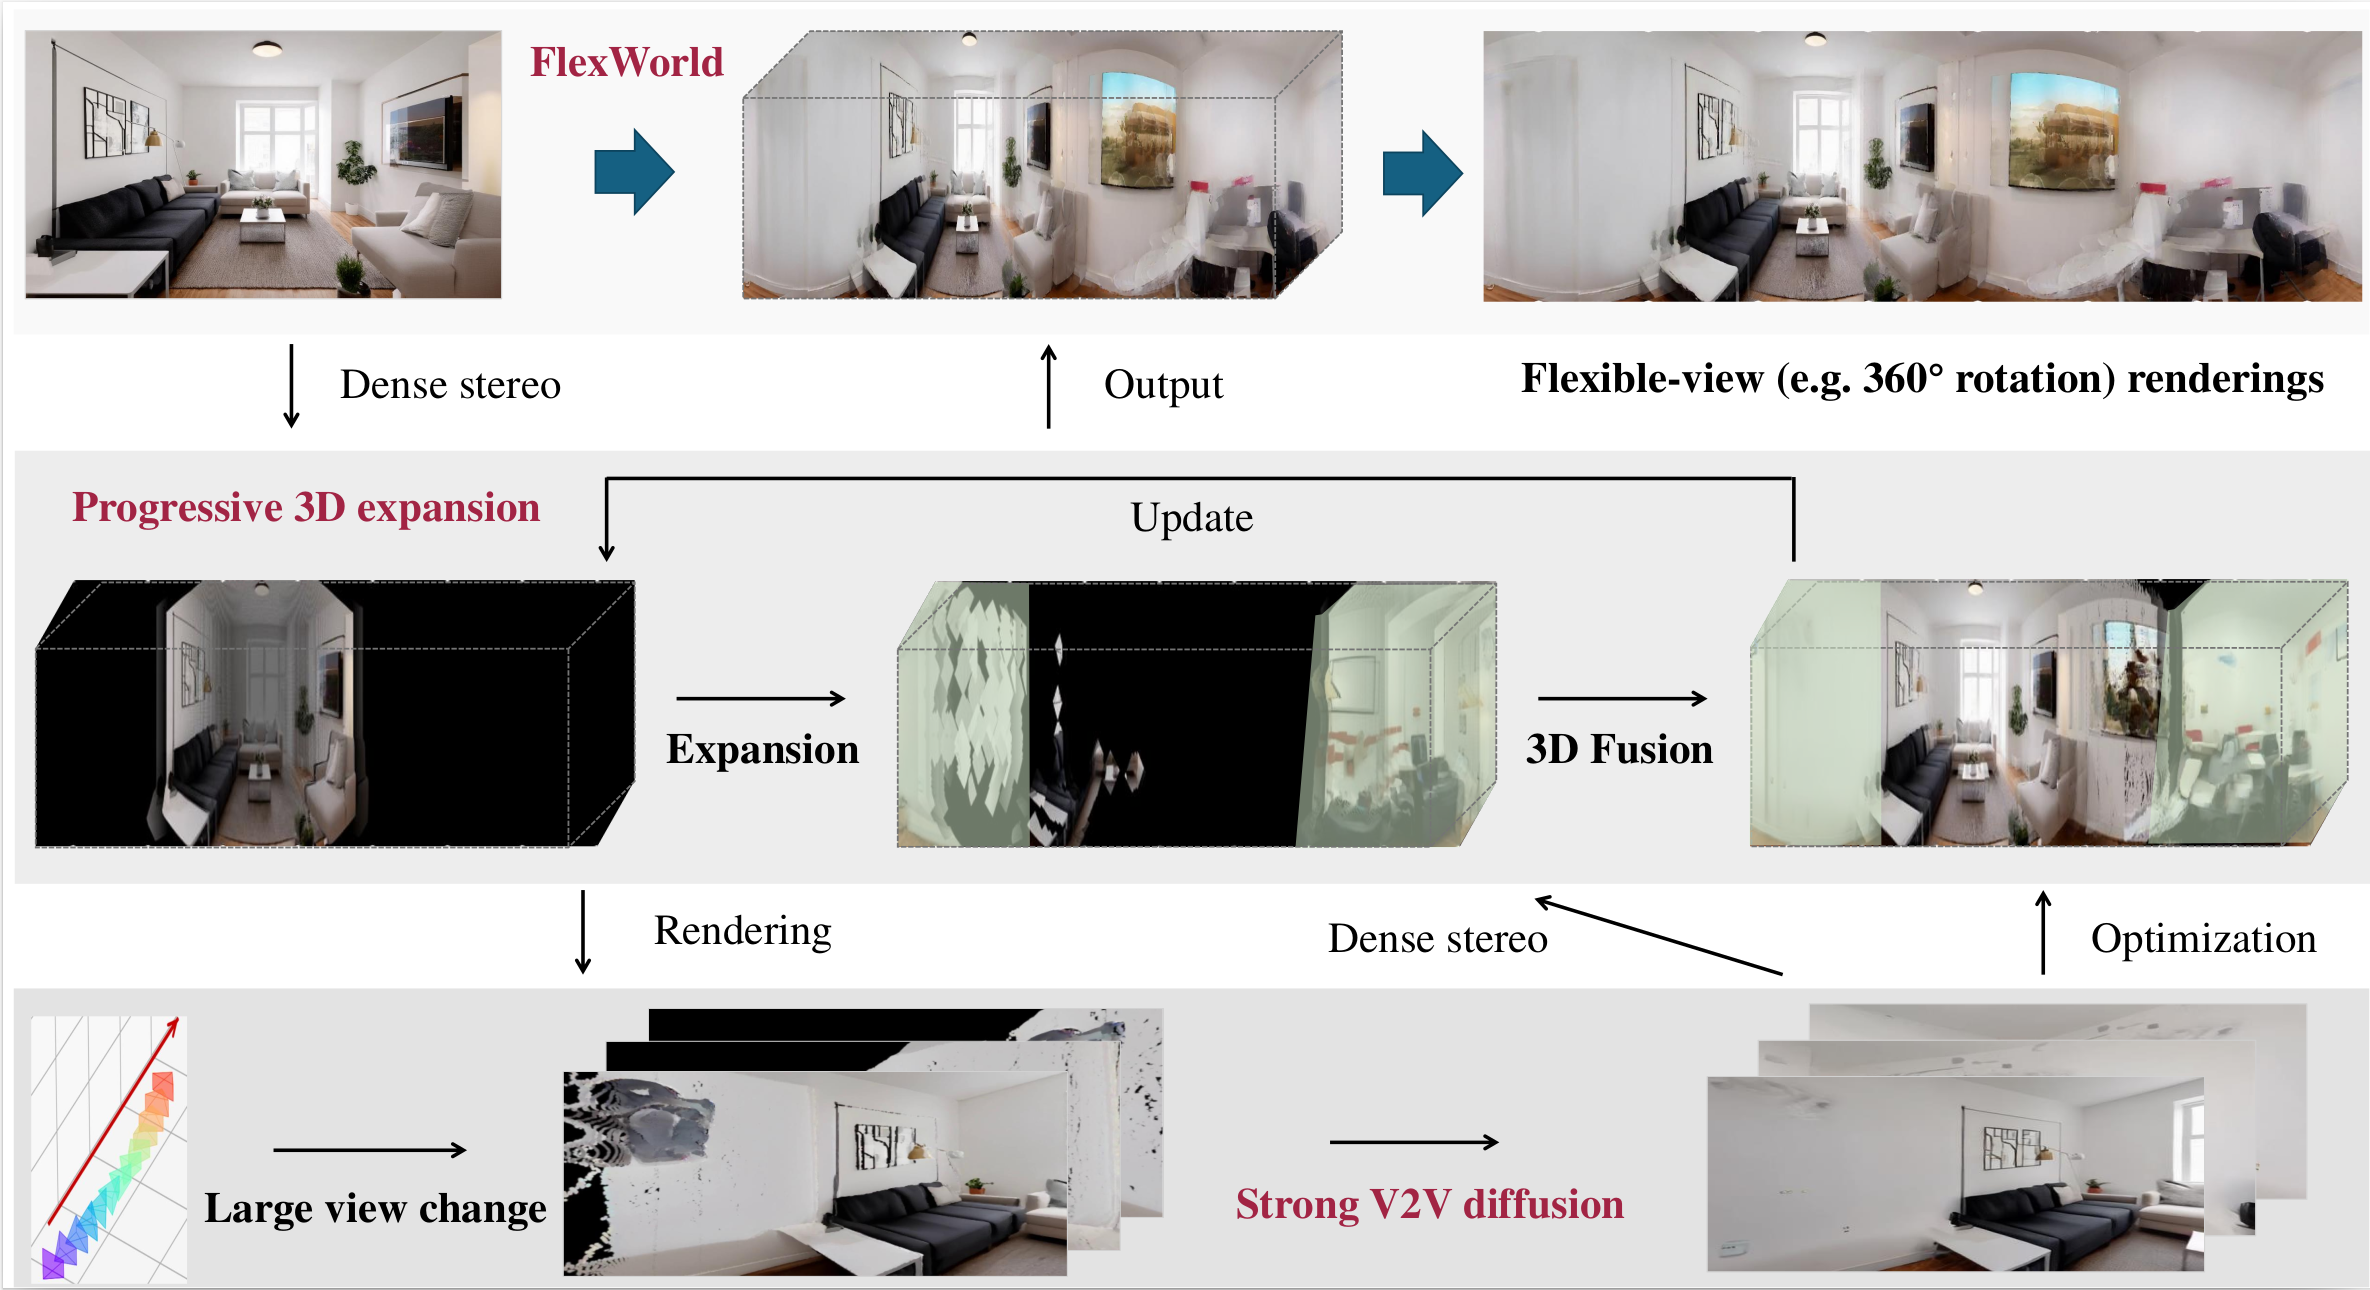 FlexWorld
Dense stereo
Output
Flexible-view (e.g. 360° rotation) renderings
Progressive 3D expansion
Update
Expansion
3D Fusion
Rendering
Dense stereo
Optimization
Large view change
Strong V2V diffusion